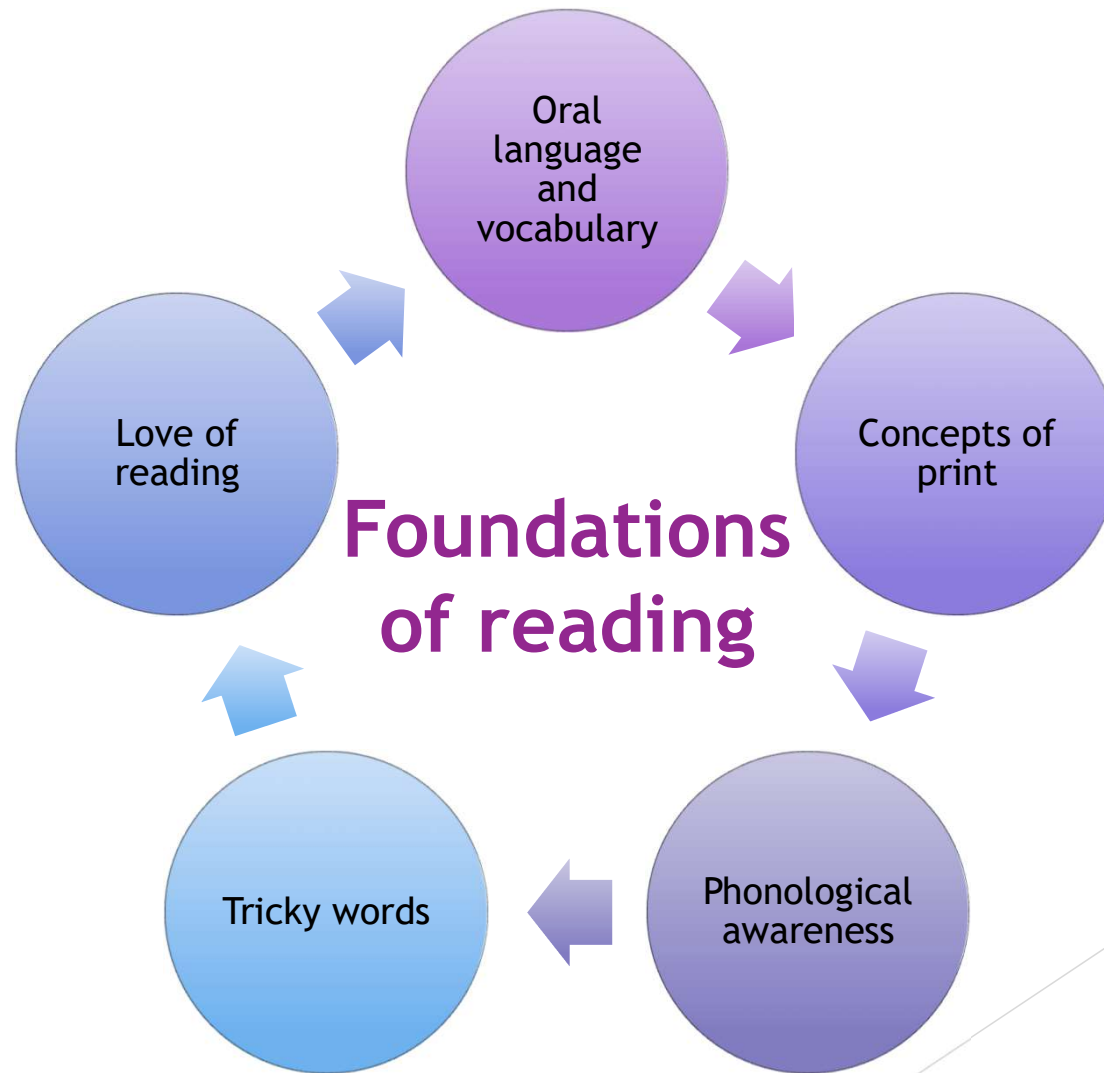 Oral
language
and
vocabulary
Concepts of
print
Phonological
awareness
Tricky words
Love of
reading
Foundations
of reading